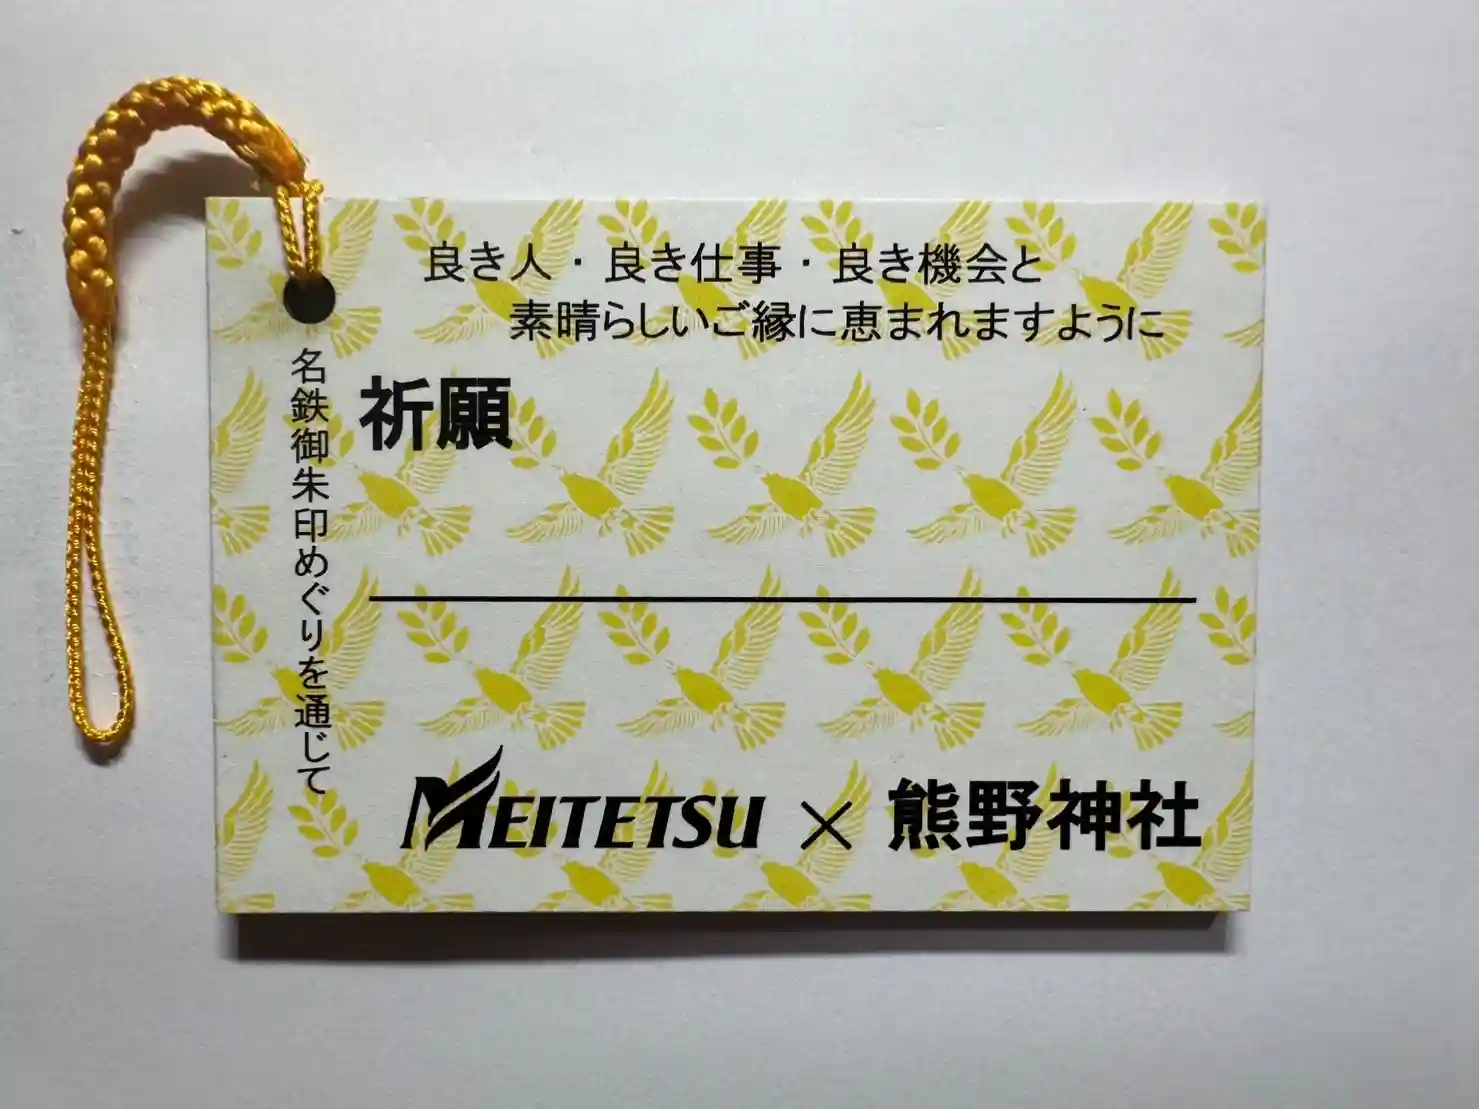 良き人・良き仕事・良き機会と
素晴らしいご縁に恵まれますように
名鉄御朱印めぐりを通じて
祈願
MEITETSU × 熊野神社